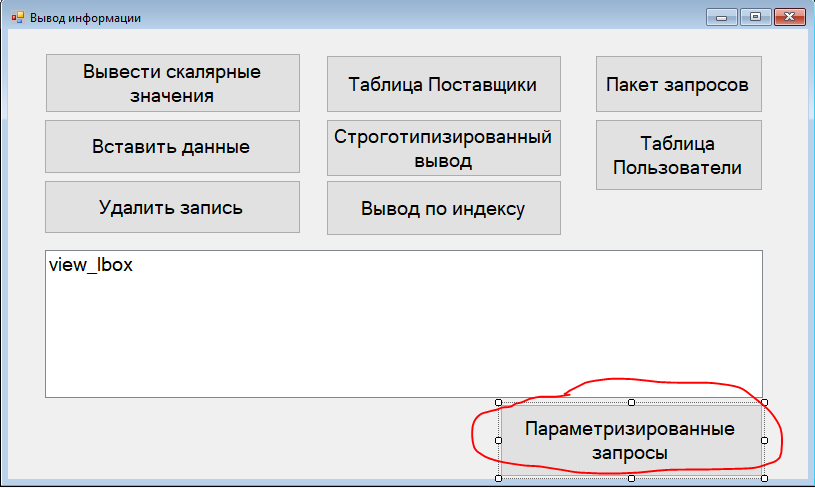 Вывод информации
Вывести скалярные
значения
Таблица Поставщики
Пакет запросов
Вставить данные
Строготипизированный
вывод
Таблица
Пользователи
Удалить запись
Вывод по индексу
view_lbox
Параметризированные
запросы